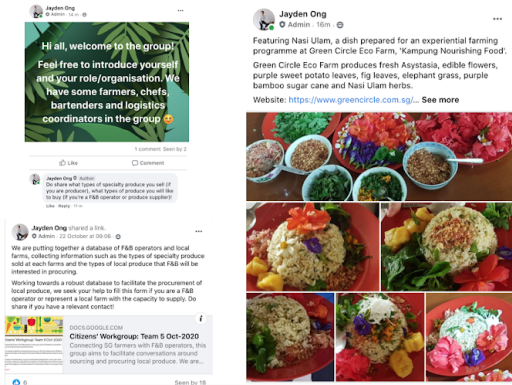 Jayden Ong
Admin · 14m
Hi all, welcome to the group!
Feel free to introduce yourself
and your role/organisation. We
have some farmers, chefs,
bartenders and logistics
coordinators in the group 😊
1 comment Seen by 2
Like
Comment
Jayden Ong Author
Do share what types of specialty produce you sell (if
you are producer), what types of produce you will like
to buy (if you're a F&B operator or produce supplier)!
Like · Reply · 11m
Jayden Ong shared a link.
Admin · 22 October at 09:06
We are putting together a database of F&B operators and local
farms, collecting information such as the types of specialty produce
sold at each farms and the types of local produce that F&B will be
interested in procuring.
Working towards a robust database to facilitate the procurement of
local produce, we seek your help to fill this form if you are a F&B
operator or represent a local farm with the capacity to supply. Do
share if you have a relevant contact!
DOCS.GOOGLE.COM
Citizens' Workgroup: Team 5 Oct-2020
Connecting SG farmers with F&B operators, this
group aims to facilitate conversations around
sourcing and procuring local produce. We are...
6
Seen by 18
Jayden Ong
Admin · 16m
Featuring Nasi Ulam, a dish prepared for an experiential farming
programme at Green Circle Eco Farm, 'Kampung Nourishing Food'.
Green Circle Eco Farm produces fresh Asystasia, edible flowers,
purple sweet potato leaves, fig leaves, elephant grass, purple
bamboo sugar cane and Nasi Ulam herbs.
Website: https://www.greencircle.com.sg/... See more